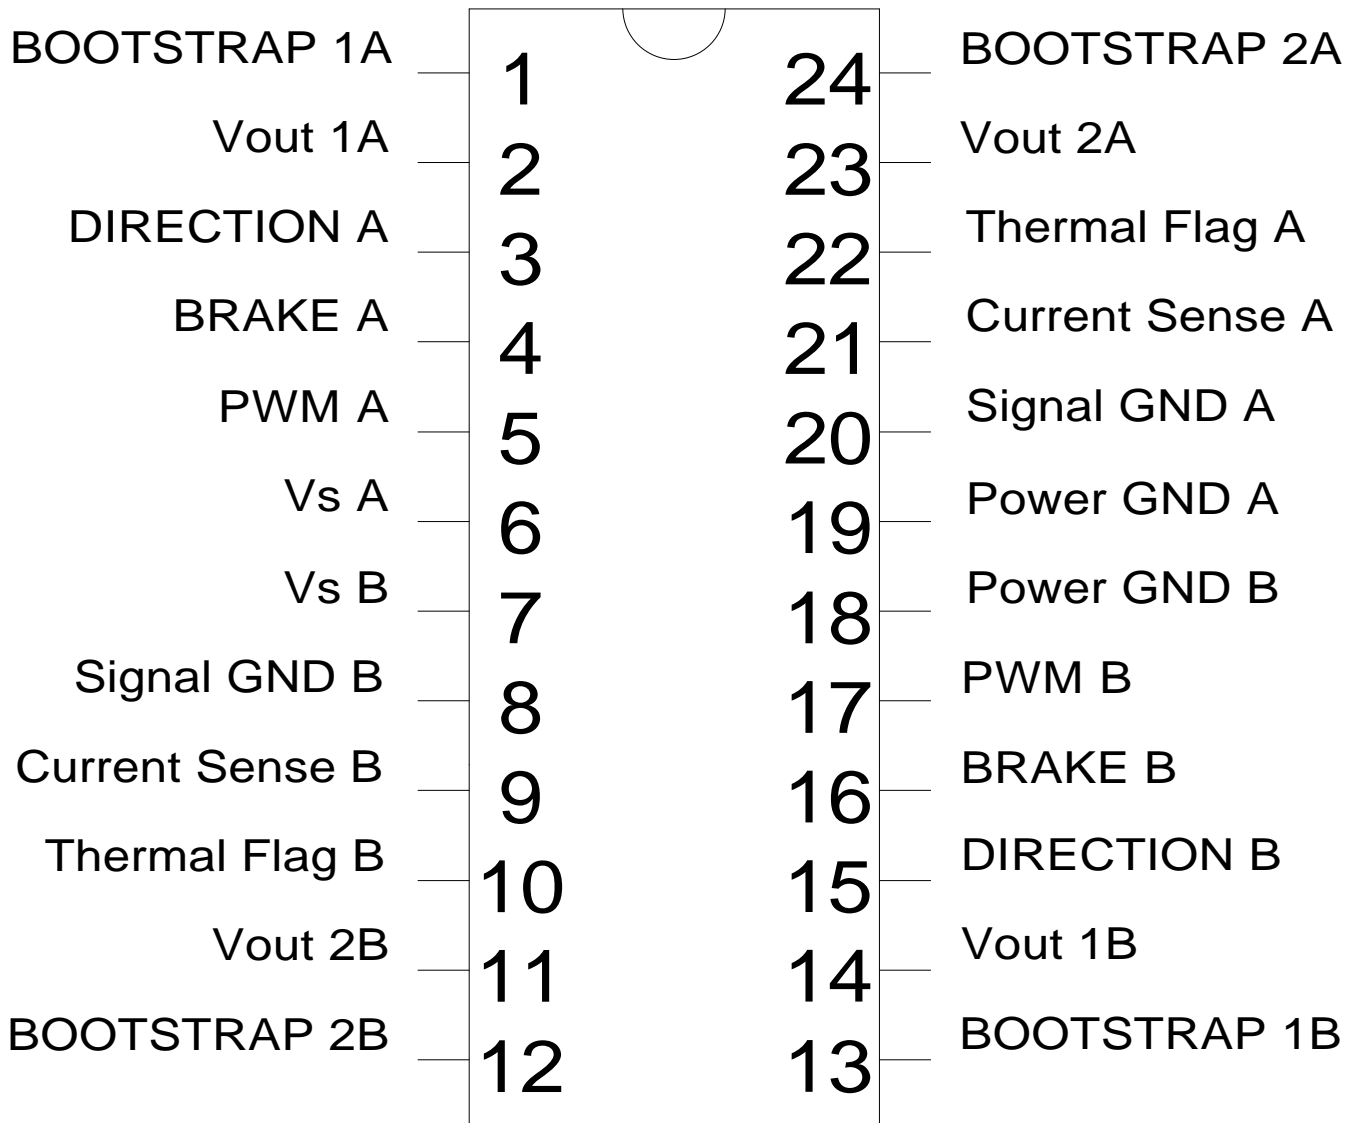 BOOTSTRAP 1A 1 24 BOOTSTRAP 2A
Vout 1A 2 23 Vout 2A
DIRECTION A 3 22 Thermal Flag A
BRAKE A 4 21 Current Sense A
PWM A 5 20 Signal GND A
Vs A 6 19 Power GND A
Vs B 7 18 Power GND B
Signal GND B 8 17 PWM B
Current Sense B 9 16 BRAKE B
Thermal Flag B 10 15 DIRECTION B
Vout 2B 11 14 Vout 1B
BOOTSTRAP 2B 12 13 BOOTSTRAP 1B